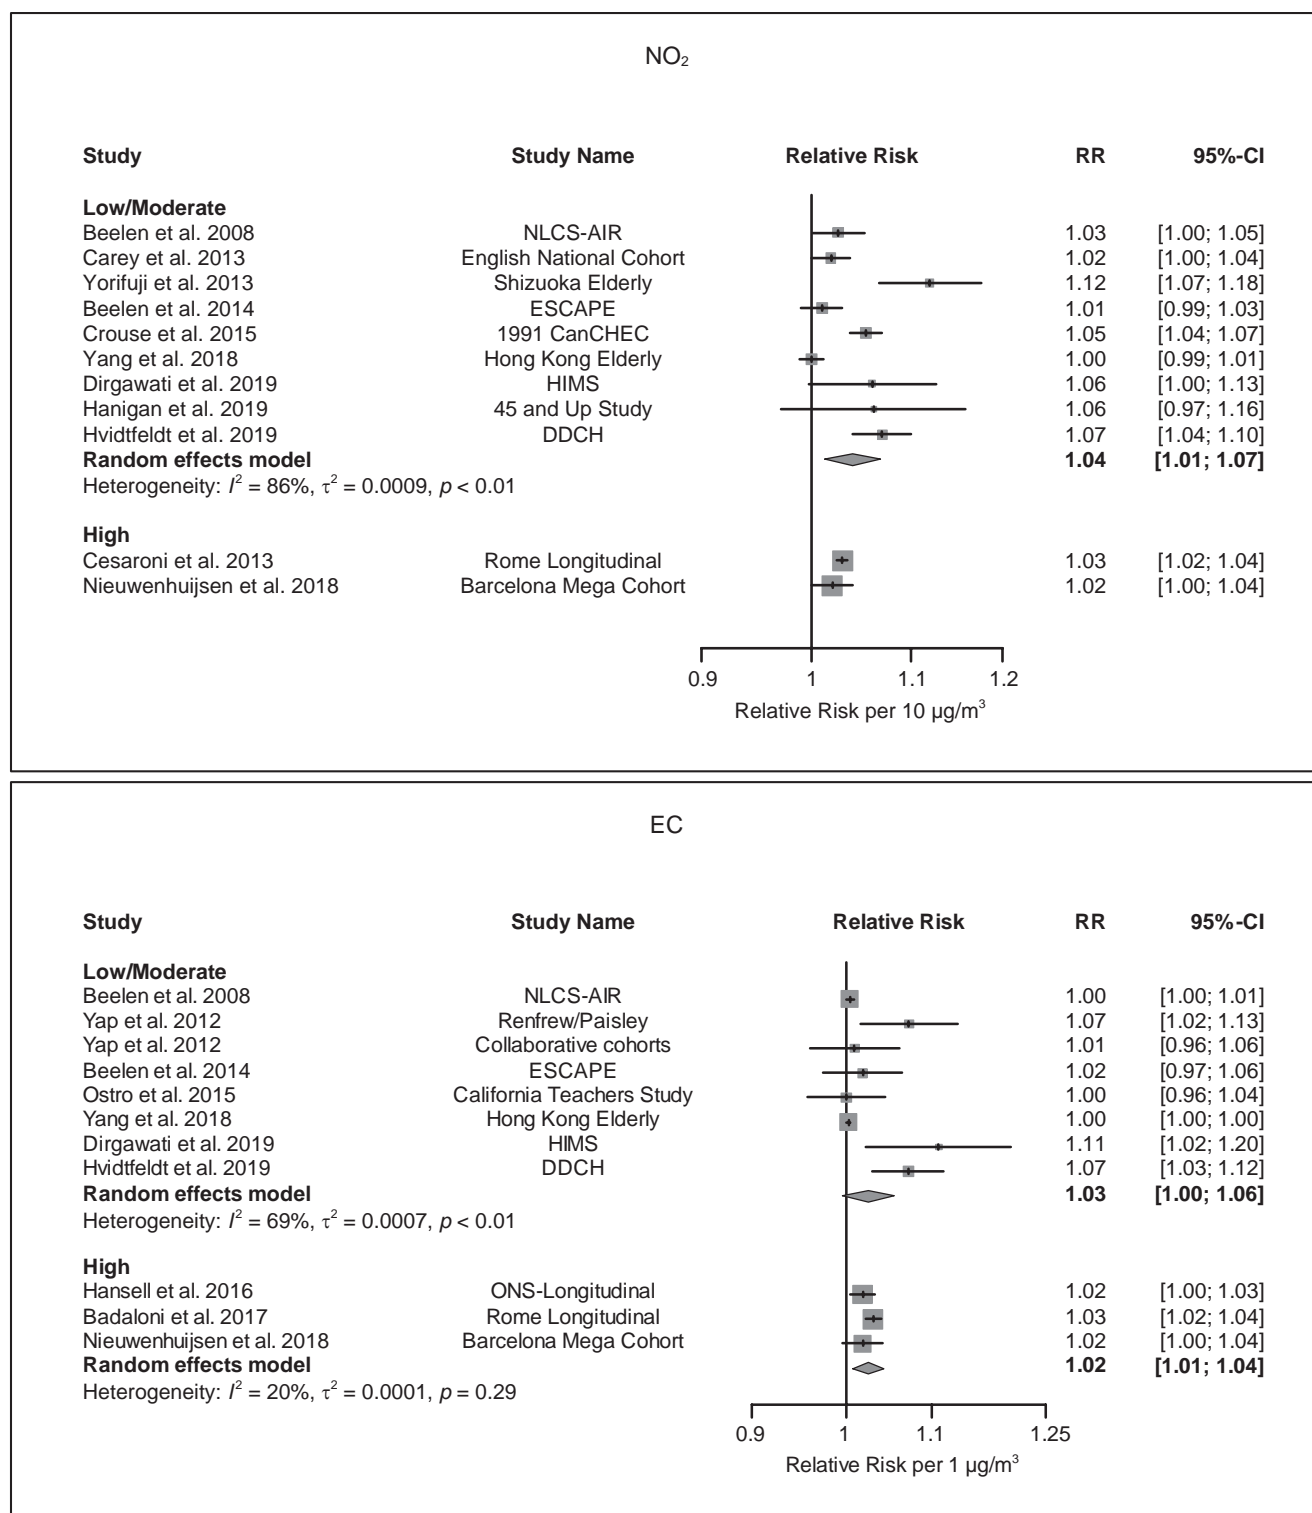 NO₂
Study Study Name Relative Risk RR 95%-CI
Low/Moderate
Beelen et al. 2008 NLCS-AIR 1.03 [1.00; 1.05]
Carey et al. 2013 English National Cohort 1.02 [1.00; 1.04]
Yorifuji et al. 2013 Shizuoka Elderly 1.12 [1.07; 1.18]
Beelen et al. 2014 ESCAPE 1.01 [0.99; 1.03]
Crouse et al. 2015 1991 CanCHEC 1.05 [1.04; 1.07]
Yang et al. 2018 Hong Kong Elderly 1.00 [0.99; 1.01]
Dirgawati et al. 2019 HIMS 1.06 [1.00; 1.13]
Hanigan et al. 2019 45 and Up Study 1.06 [0.97; 1.16]
Hvidtfeldt et al. 2019 DDCH 1.07 [1.04; 1.10]
Random effects model 1.04 [1.01; 1.07]
Heterogeneity: I² = 86%, τ² = 0.0009, p < 0.01
High
Cesaroni et al. 2013 Rome Longitudinal 1.03 [1.02; 1.04]
Nieuwenhuijsen et al. 2018 Barcelona Mega Cohort 1.02 [1.00; 1.04]
0.9 1 1.1 1.2
Relative Risk per 10 µg/m³
EC
Study Study Name Relative Risk RR 95%-CI
Low/Moderate
Beelen et al. 2008 NLCS-AIR 1.00 [1.00; 1.01]
Yap et al. 2012 Renfrew/Paisley 1.07 [1.02; 1.13]
Yap et al. 2012 Collaborative cohorts 1.01 [0.96; 1.06]
Beelen et al. 2014 ESCAPE 1.02 [0.97; 1.06]
Ostro et al. 2015 California Teachers Study 1.00 [0.96; 1.04]
Yang et al. 2018 Hong Kong Elderly 1.00 [1.00; 1.00]
Dirgawati et al. 2019 HIMS 1.11 [1.02; 1.20]
Hvidtfeldt et al. 2019 DDCH 1.07 [1.03; 1.12]
Random effects model 1.03 [1.00; 1.06]
Heterogeneity: I² = 69%, τ² = 0.0007, p < 0.01
High
Hansell et al. 2016 ONS-Longitudinal 1.02 [1.00; 1.03]
Badaloni et al. 2017 Rome Longitudinal 1.03 [1.02; 1.04]
Nieuwenhuijsen et al. 2018 Barcelona Mega Cohort 1.02 [1.00; 1.04]
Random effects model 1.02 [1.01; 1.04]
Heterogeneity: I² = 20%, τ² = 0.0001, p = 0.29
0.9 1 1.1 1.25
Relative Risk per 1 µg/m³